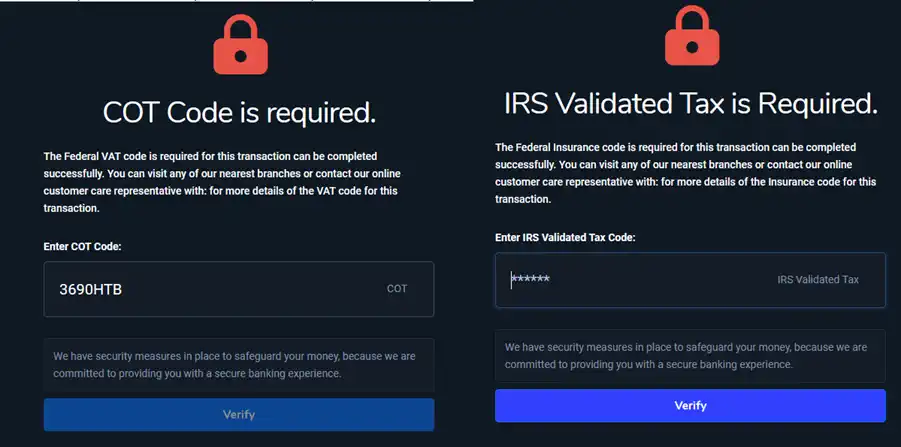 COT Code is required.
The Federal VAT code is required for this transaction can be completed
successfully. You can visit any of our nearest branches or contact our online
customer care representative with: for more details of the VAT code for this
transaction.
Enter COT Code:
3690HTB
COT
We have security measures in place to safeguard your money, because we are
committed to providing you with a secure banking experience.
Verify
IRS Validated Tax is Required.
The Federal Insurance code is required for this transaction can be completed
successfully. You can visit any of our nearest branches or contact our online
customer care representative with: for more details of the Insurance code for this
transaction.
Enter IRS Validated Tax Code:
******
IRS Validated Tax
We have security measures in place to safeguard your money, because we are
committed to providing you with a secure banking experience.
Verify